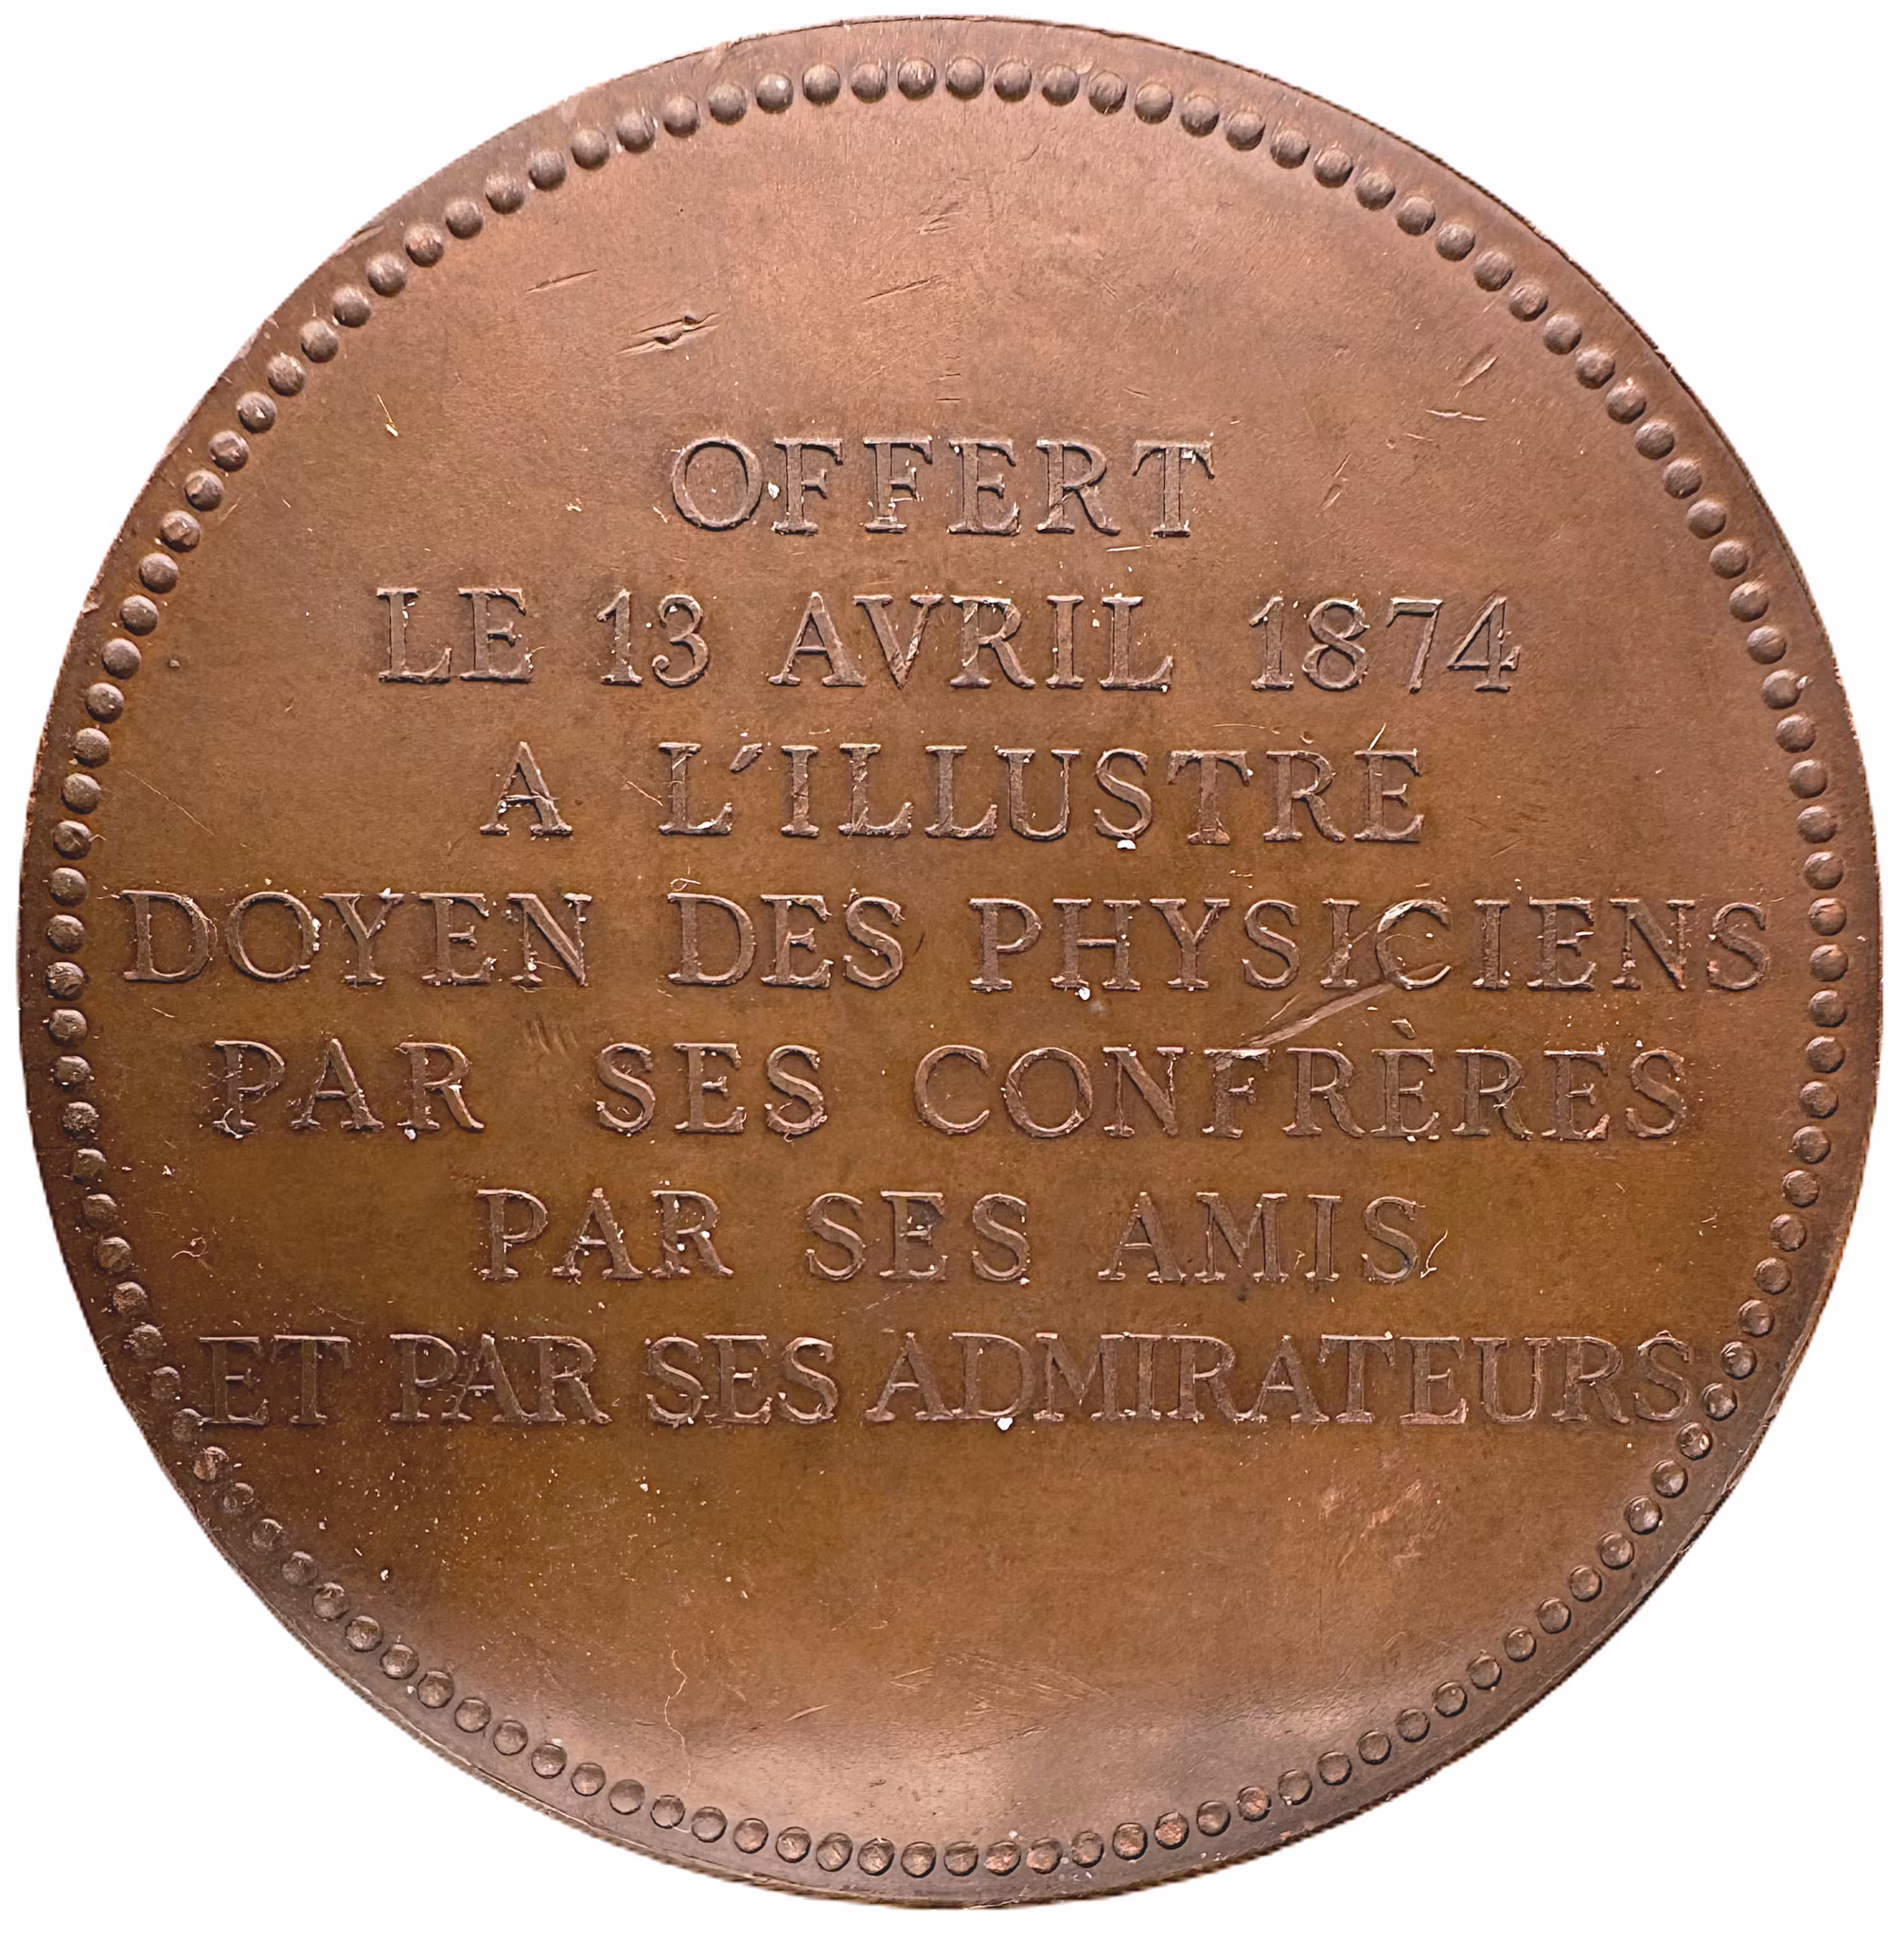 OFFERT
LE 13 AVRIL 1874
A L'ILLUSTRE
DOYEN DES PHYSICIENS
PAR SES CONFRÈRES
PAR SES AMIS
ET PAR SES ADMIRATEURS